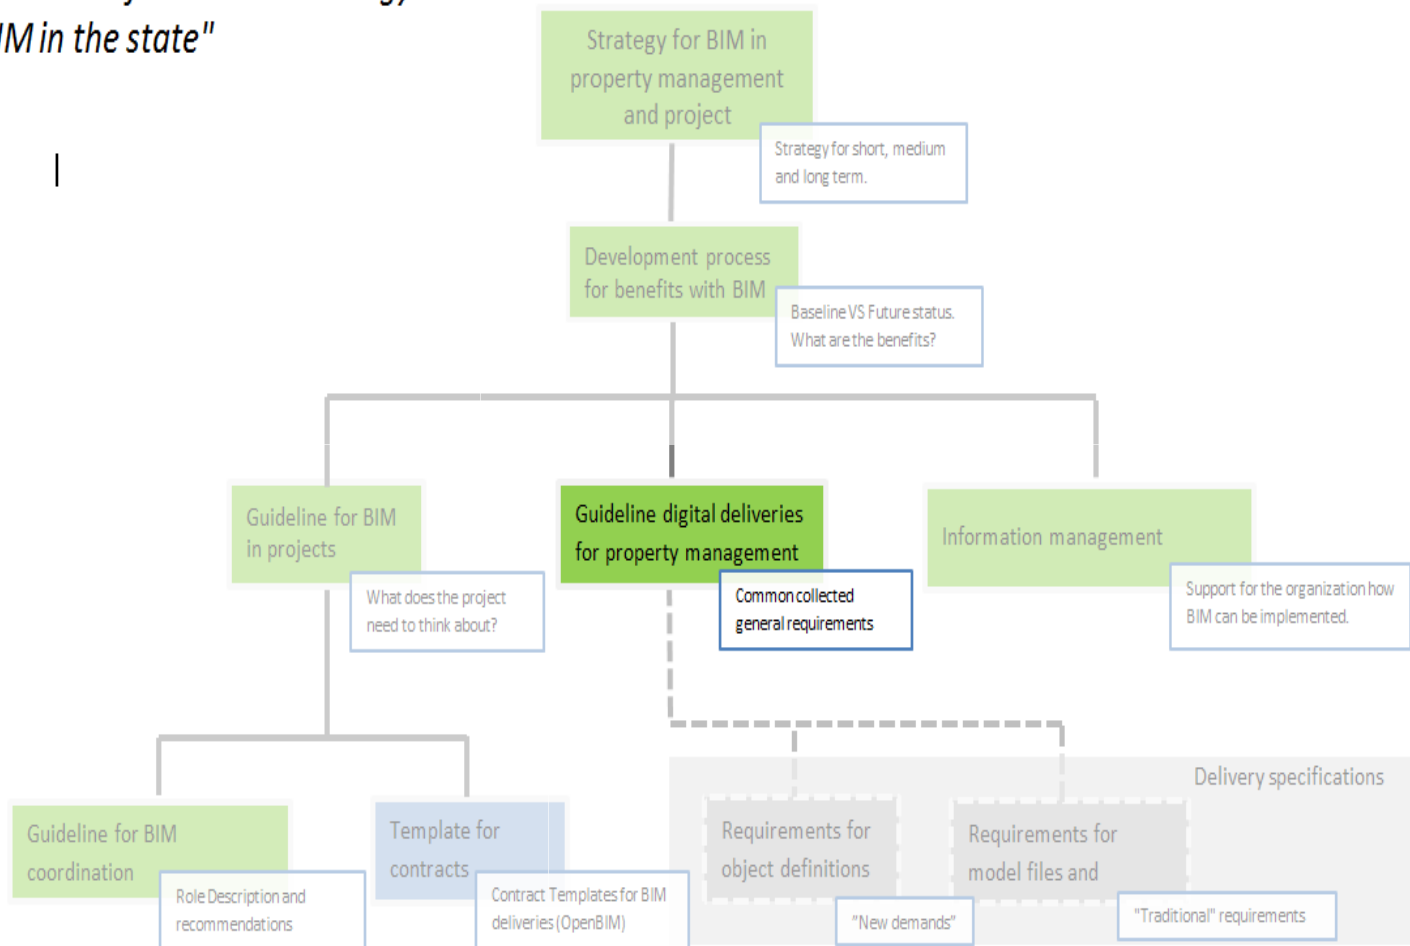 IM in the state"
Strategy for BIM in
property management
and project
Strategy for short, medium
and long term.
Development process
for benefits with BIM
Baseline VS Future status.
What are the benefits?
Guideline for BIM
in projects
What does the project
need to think about?
Guideline digital deliveries
for property management
Common collected
general requirements
Information management
Support for the organization how
BIM can be implemented.
Delivery specifications
Guideline for BIM
coordination
Role Description and
recommendations
Template for
contracts
Contract Templates for BIM
deliveries (OpenBIM)
Requirements for
object definitions
"New demands"
Requirements for
model files and
"Traditional" requirements